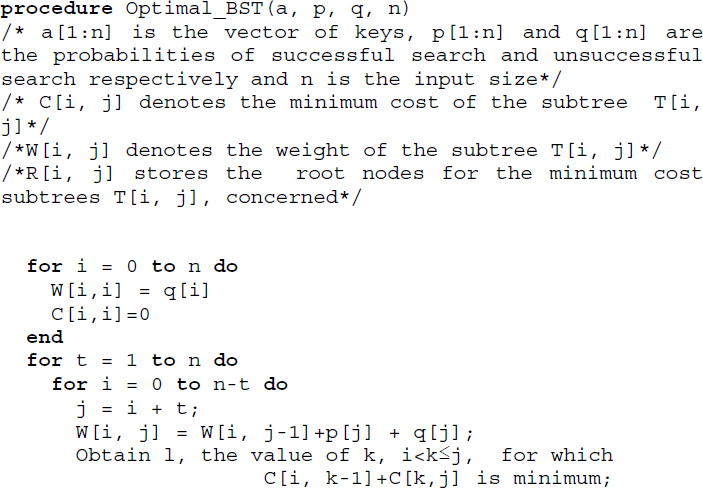 procedure Optimal_BST(a, p, q, n)
/* a[1:n] is the vector of keys, p[1:n] and q[1:n] are
the probabilities of successful search and unsuccessful
search respectively and n is the input size*/
/* C[i, j] denotes the minimum cost of the subtree T[i,
j]*/
/*W[i, j] denotes the weight of the subtree T[i, j]*/
/*R[i, j] stores the root nodes for the minimum cost
subtrees T[i, j], concerned*/
for i = 0 to n do
W[i,i] = q[i]
C[i,i]=0
end
for t = 1 to n do
for i = 0 to n-t do
j = i + t;
W[i, j] = W[i, j-1]+p[j] + q[j];
Obtain l, the value of k, i<k≤j, for which
C[i, k-1]+C[k,j] is minimum;